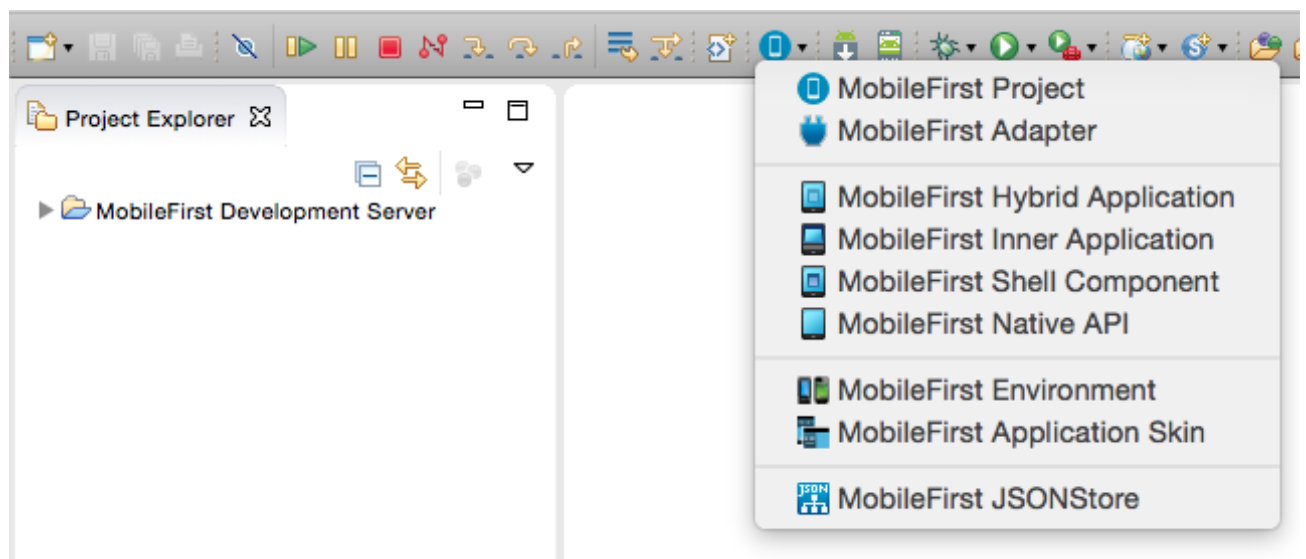 MobileFirst Project
Project Explorer
MobileFirst Adapter
MobileFirst Development Server
MobileFirst Hybrid Application
MobileFirst Inner Application
MobileFirst Shell Component
MobileFirst Native API
MobileFirst Environment
MobileFirst Application Skin
JSON
MobileFirst JSONStore